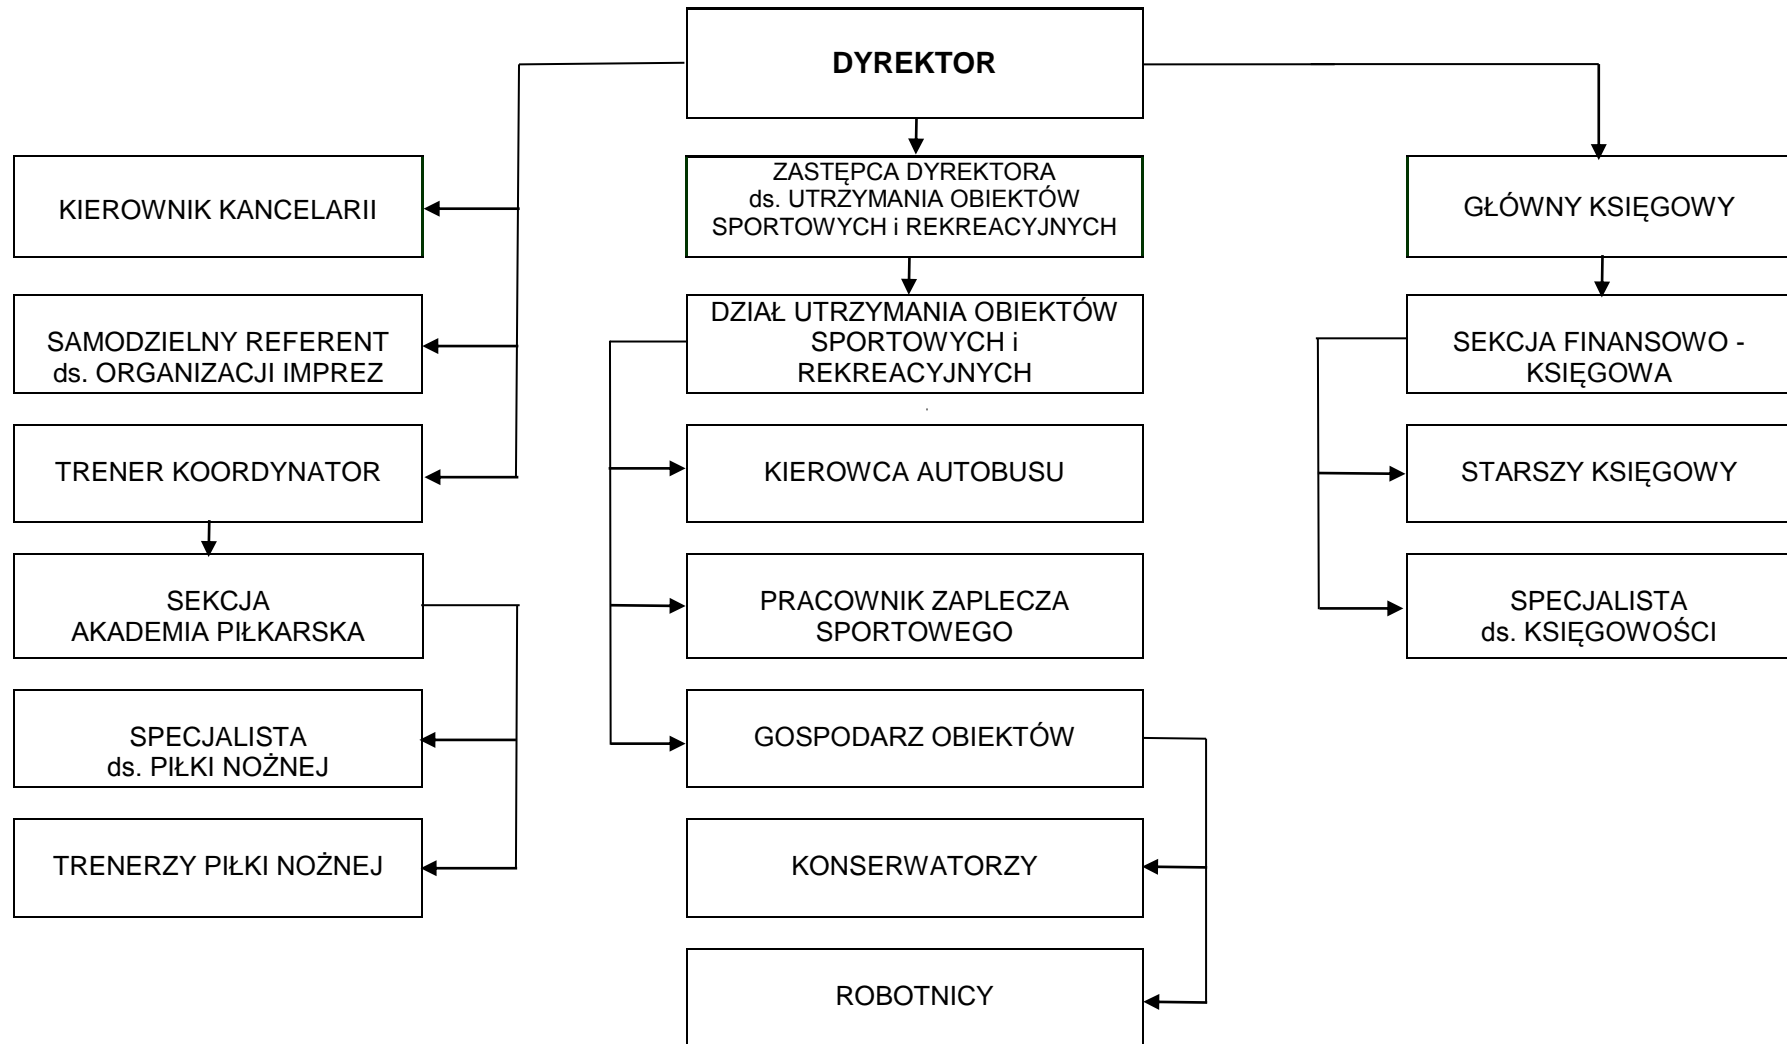 DYREKTOR
KIEROWNIK KANCELARII
SAMODZIELNY REFERENT
ds. ORGANIZACJI IMPREZ
TRENER KOORDYNATOR
SEKCJA
AKADEMIA PIŁKARSKA
SPECJALISTA
ds. PIŁKI NOŻNEJ
TRENERZY PIŁKI NOŻNEJ
ZASTĘPCA DYREKTORA
ds. UTRZYMANIA OBIEKTÓW
SPORTOWYCH i REKREACYJNYCH
DZIAŁ UTRZYMANIA OBIEKTÓW
SPORTOWYCH i
REKREACYJNYCH
KIEROWCA AUTOBUSU
PRACOWNIK ZAPLECZA
SPORTOWEGO
GOSPODARZ OBIEKTÓW
KONSERWATORZY
ROBOTNICY
GŁÓWNY KSIĘGOWY
SEKCJA FINANSOWO -
KSIĘGOWA
STARSZY KSIĘGOWY
SPECJALISTA
ds. KSIĘGOWOŚCI